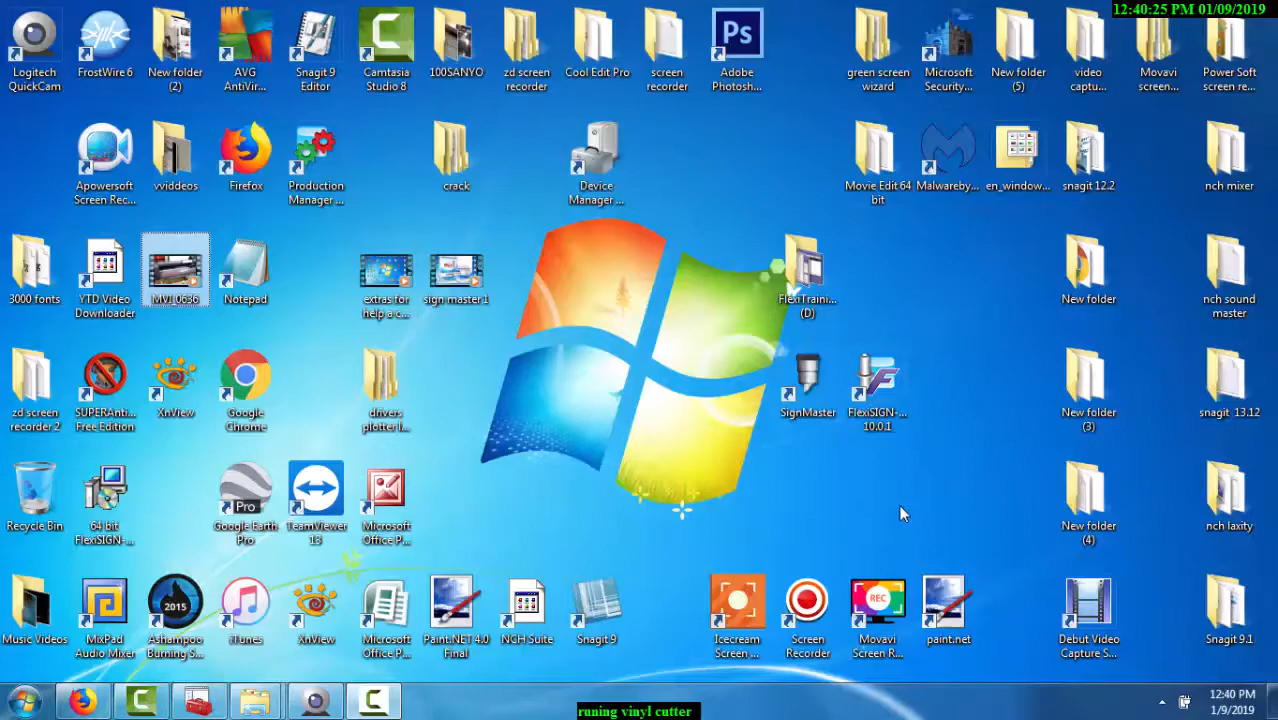 12:40:25 PM 01/09/2019
Logitech QuickCam
FrostWire 6
New folder (2)
AVG AntiVir...
Snagit 9 Editor
Camtasia Studio 8
100SANYO
zd screen recorder
Cool Edit Pro
screen recorder
Ps
Adobe Photosh...
green screen wizard
Microsoft Security...
New folder (5)
video captu...
Movavi screen...
Power Soft screen re...
Apowersoft Screen Rec...
vviddeos
Firefox
Production Manager ...
crack
Device Manager ...
Movie Edit 64 bit
Malwareby...
en_window...
snagit 12.2
nch mixer
3000 fonts
YTD Video Downloader
MVI_0636
Notepad
extras for help a c...
sign master 1
FlexiTraini... (D)
New folder
nch sound master
zd screen recorder 2
SUPERAnti... Free Edition
XnView
Google Chrome
drivers plotter l...
SignMaster
FlexiSIGN-... 10.0.1
New folder (3)
snagit 13.12
Recycle Bin
64 bit FlexiSIGN-...
Pro
Google Earth Pro
TeamViewer 13
Microsoft Office P...
New folder (4)
nch laxity
Music Videos
MixPad Audio Mixer
2015
Ashampoo Burning S...
iTunes
XnView
Microsoft Office P...
Paint.NET 4.0 Final
NCH Suite
Snagit 9
Icecream Screen ...
Screen Recorder
REC
Movavi Screen R...
paint.net
Debut Video Capture S...
Snagit 9.1
runing vinyl cutter
12:40 PM
1/9/2019